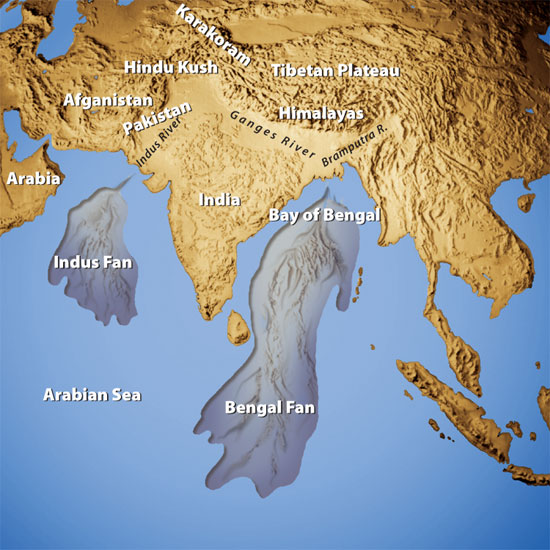 Karakoram
Hindu Kush
Tibetan Plateau
Afganistan
Pakistan
Himalayas
Indus River
Ganges River
Bramputra R.
Arabia
India
Bay of Bengal
Indus Fan
Arabian Sea
Bengal Fan